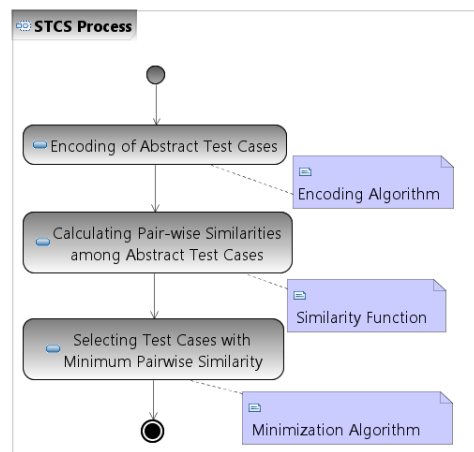 STCS Process
Encoding of Abstract Test Cases
Encoding Algorithm
Calculating Pair-wise Similarities
among Abstract Test Cases
Similarity Function
Selecting Test Cases with
Minimum Pairwise Similarity
Minimization Algorithm